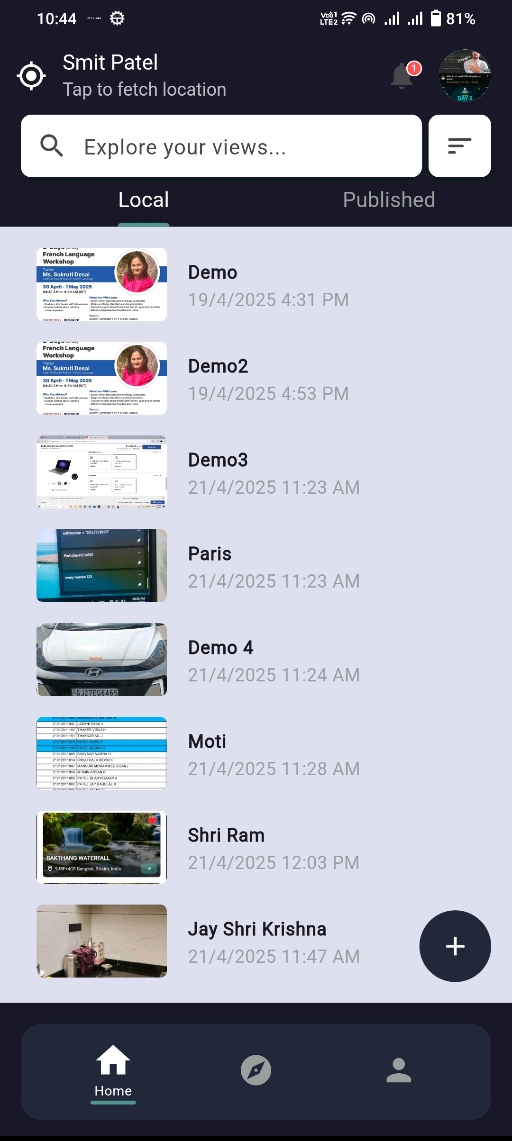 10:44
Vo)) 1
LTE2
81%
Smit Patel
Tap to fetch location
1
Explore your views...
Local
Published
French Language
Workshop
Ms. Sukruti Desai
30 April - 1 May 2025
Demo
19/4/2025 4:31 PM
French Language
Workshop
Ms. Sukruti Desai
30 April - 1 May 2025
Demo2
19/4/2025 4:53 PM
Demo3
21/4/2025 11:23 AM
Paris
21/4/2025 11:23 AM
Demo 4
21/4/2025 11:24 AM
Moti
21/4/2025 11:28 AM
BAKTHANG WATERFALL
Shri Ram
21/4/2025 12:03 PM
Jay Shri Krishna
21/4/2025 11:47 AM
Home